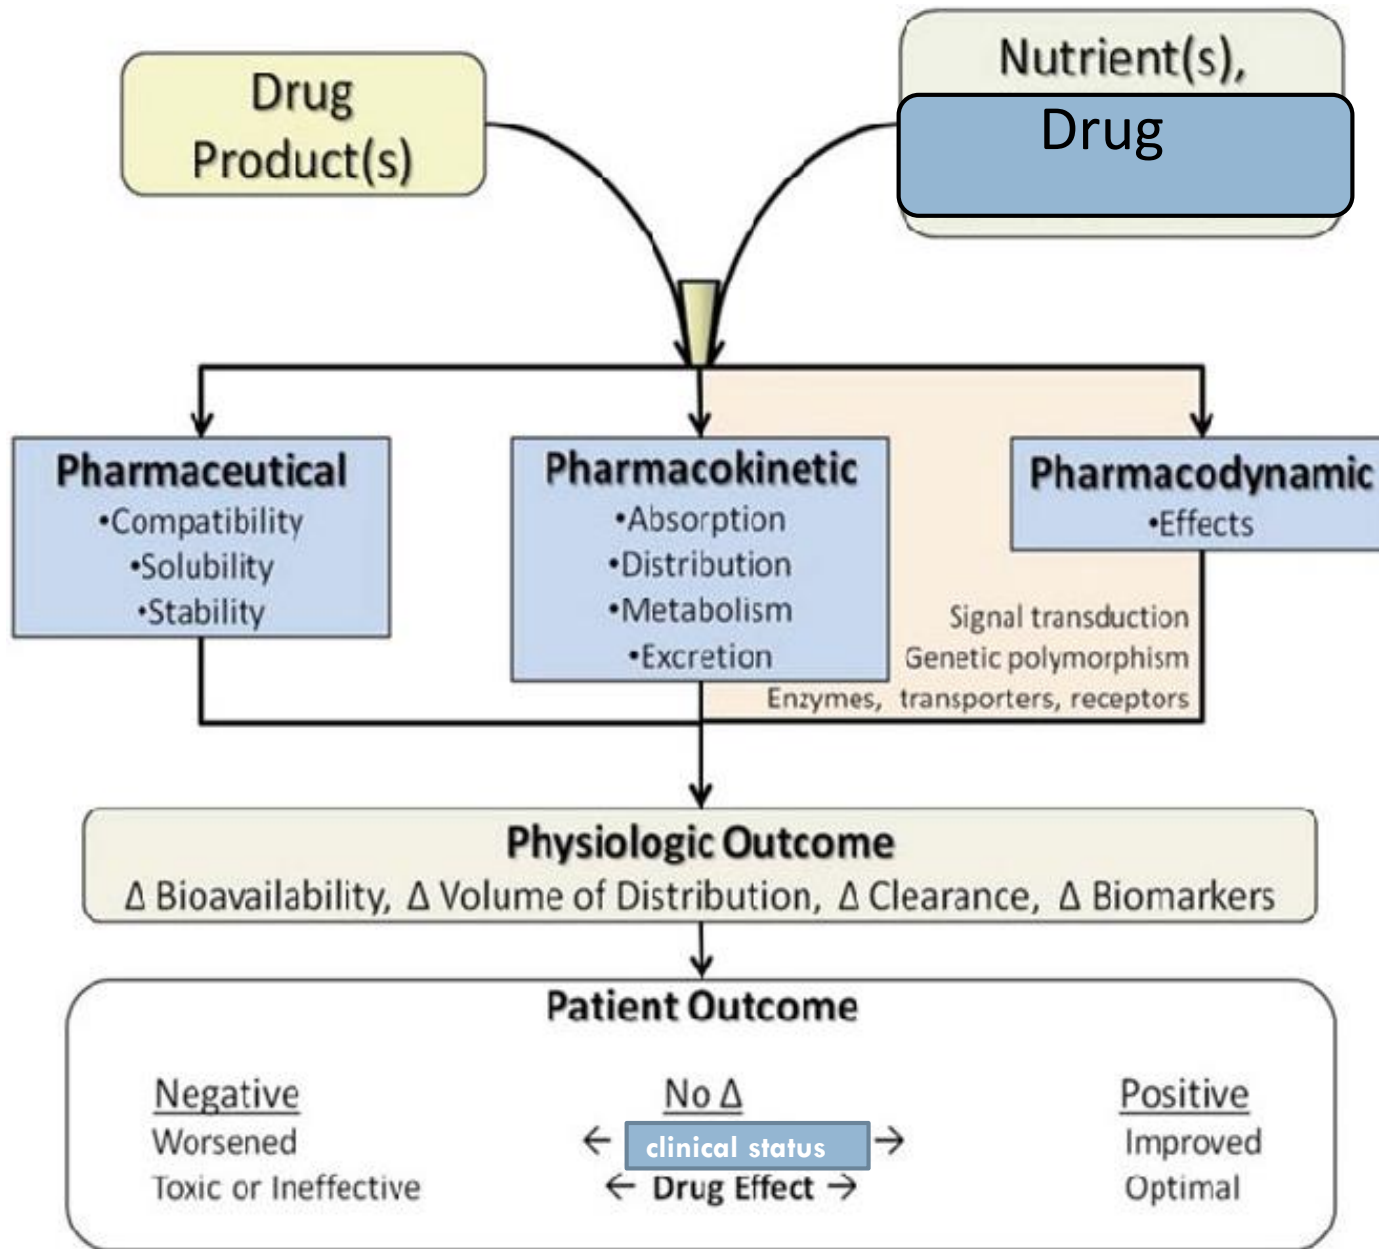 Drug
Product(s)
Nutrient(s),
Drug
Pharmaceutical
•Compatibility
•Solubility
•Stability
Pharmacokinetic
•Absorption
•Distribution
•Metabolism
•Excretion
Pharmacodynamic
•Effects
Signal transduction
Genetic polymorphism
Enzymes, transporters, receptors
Physiologic Outcome
Δ Bioavailability, Δ Volume of Distribution, Δ Clearance, Δ Biomarkers
Patient Outcome
Negative No Δ Positive
Worsened ← clinical status → Improved
Toxic or Ineffective ← Drug Effect → Optimal